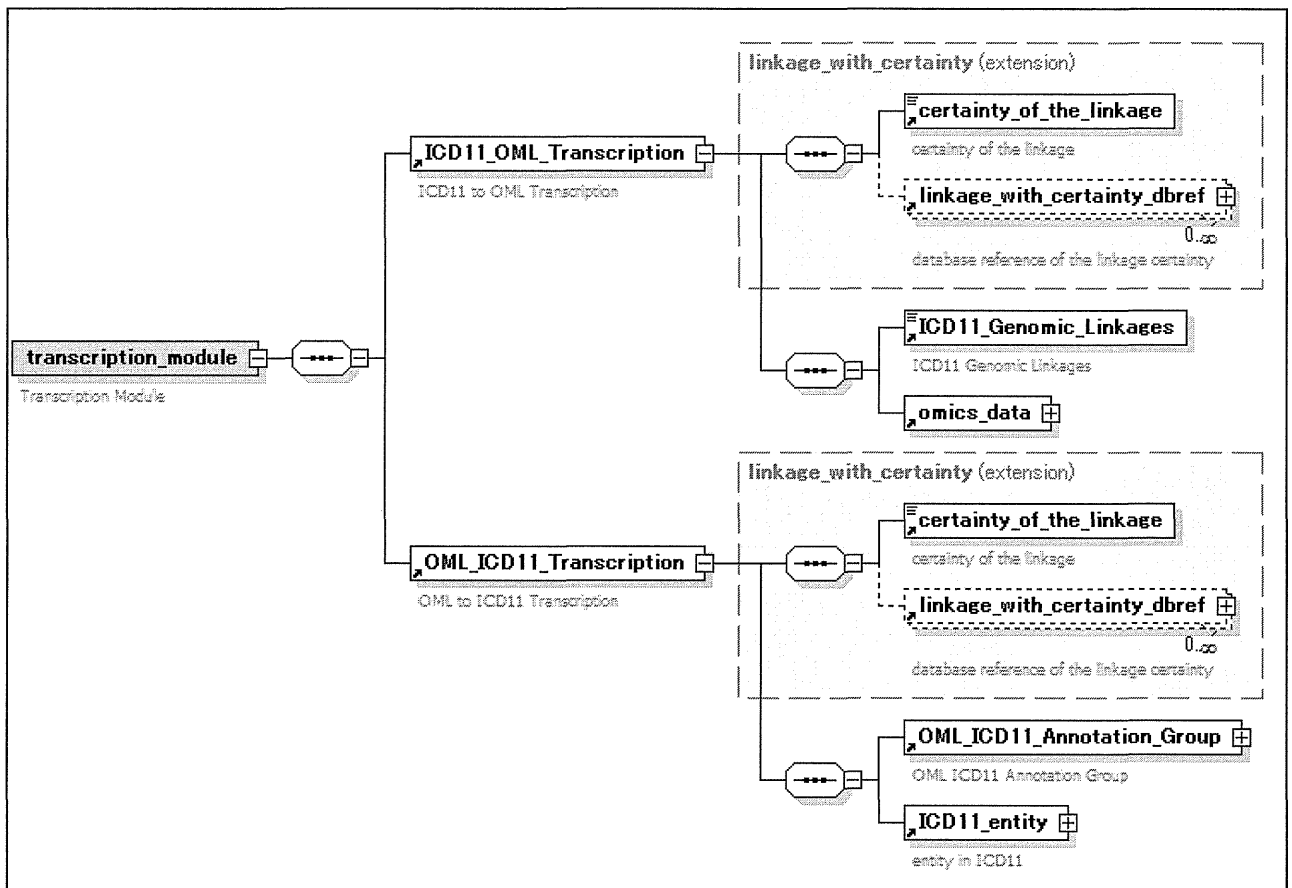 linkage_with_certainty (extension)
certainty_of_the_linkage
certainty of the linkage
ICD11_OML_Transcription
ICD11 to OML Transcription
linkage_with_certainty_dbref
0..∞
database reference of the linkage certainty
ICD11_Genomic_Linkages
ICD11 Genomic Linkages
transcription_module
Transcription Module
omics_data
linkage_with_certainty (extension)
certainty_of_the_linkage
certainty of the linkage
OML_ICD11_Transcription
OML to ICD11 Transcription
linkage_with_certainty_dbref
0..∞
database reference of the linkage certainty
OML_ICD11_Annotation_Group
OML ICD11 Annotation Group
ICD11_entity
entity in ICD11